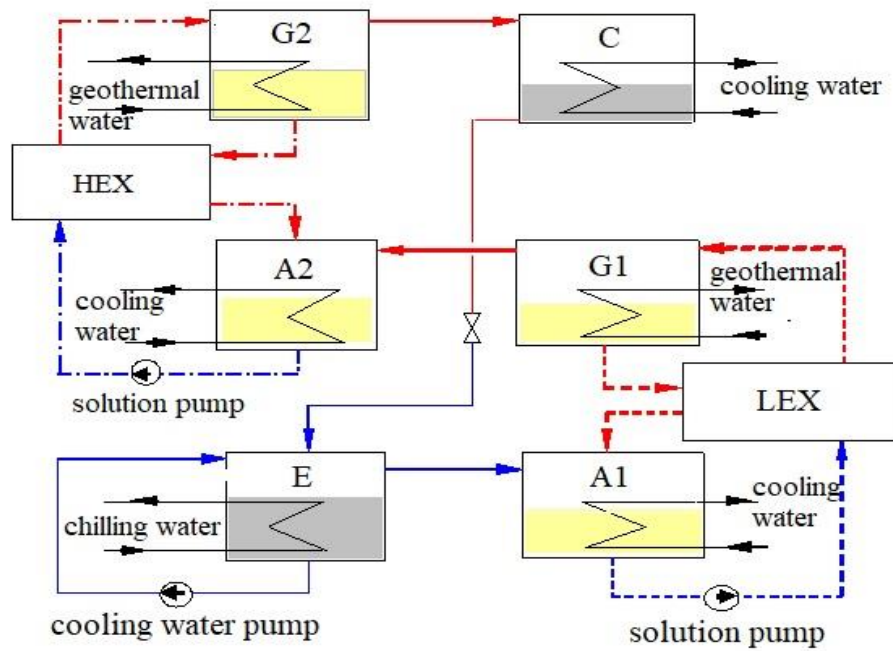 G2
C
geothermal
water
cooling water
HEX
A2
G1
cooling
water
geothermal
water
solution pump
LEX
E
A1
chilling water
cooling
water
cooling water pump
solution pump